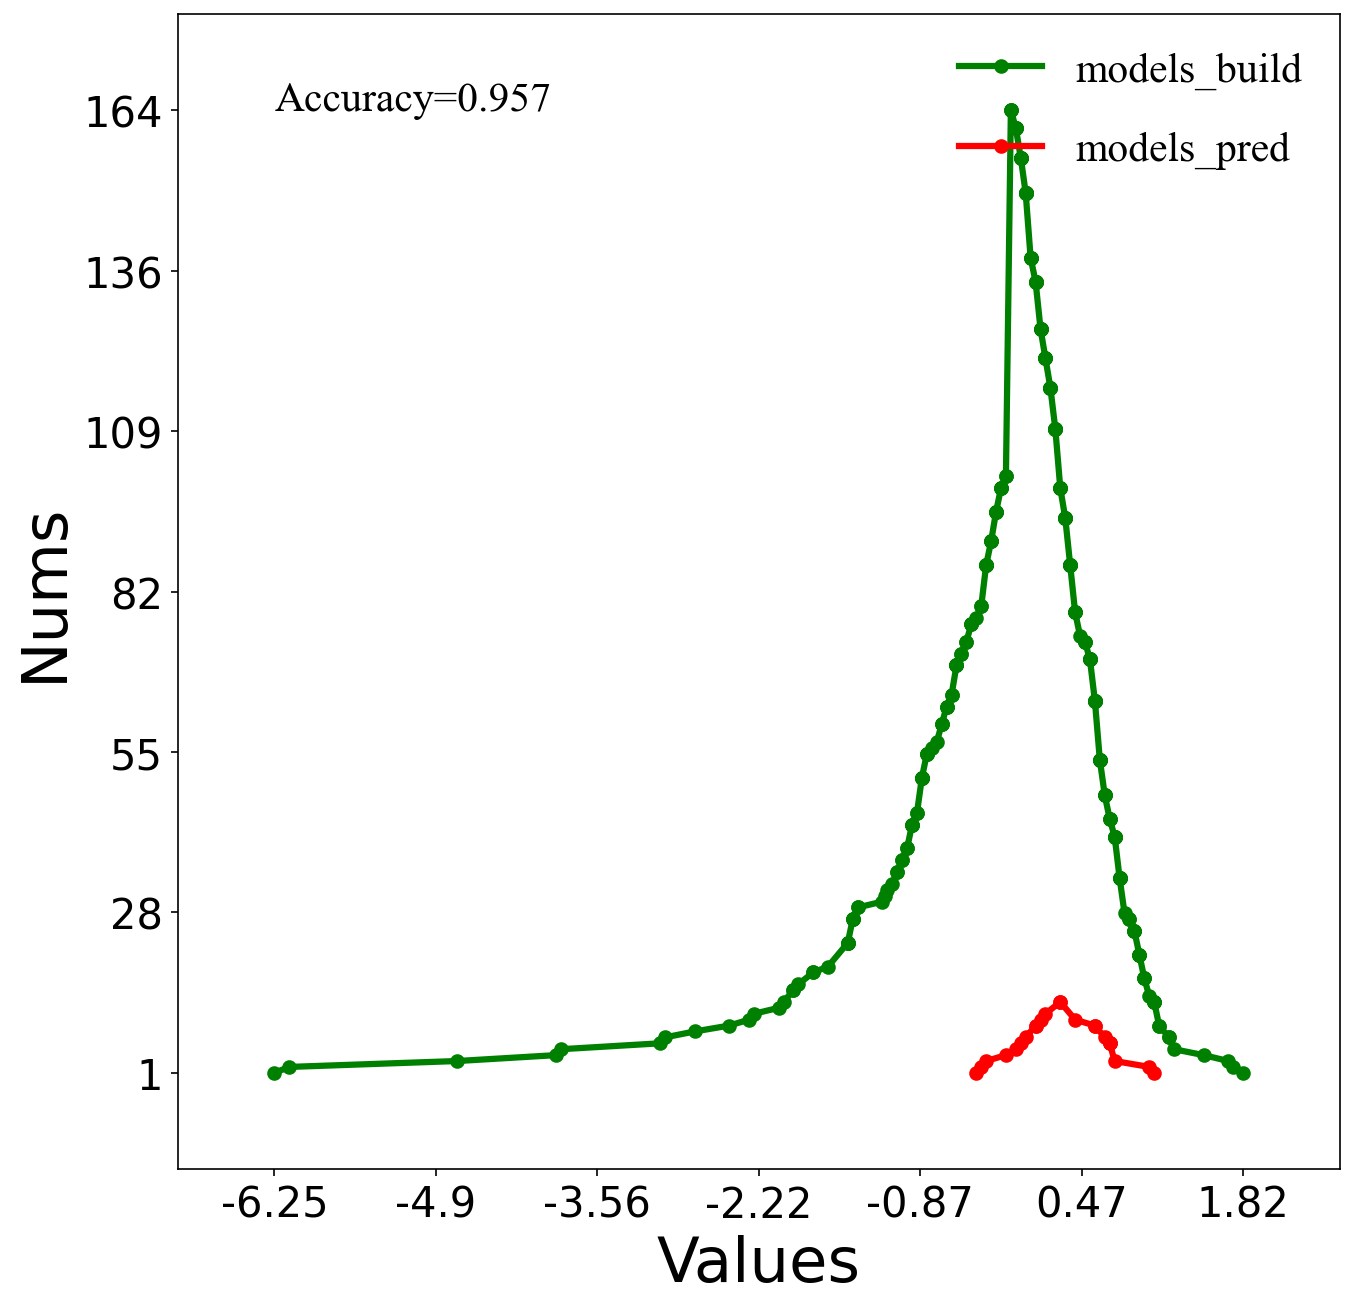 Accuracy=0.957
models_build
models_pred
164
136
109
82
55
28
1
Nums
-6.25 -4.9 -3.56 -2.22 -0.87 0.47 1.82
Values